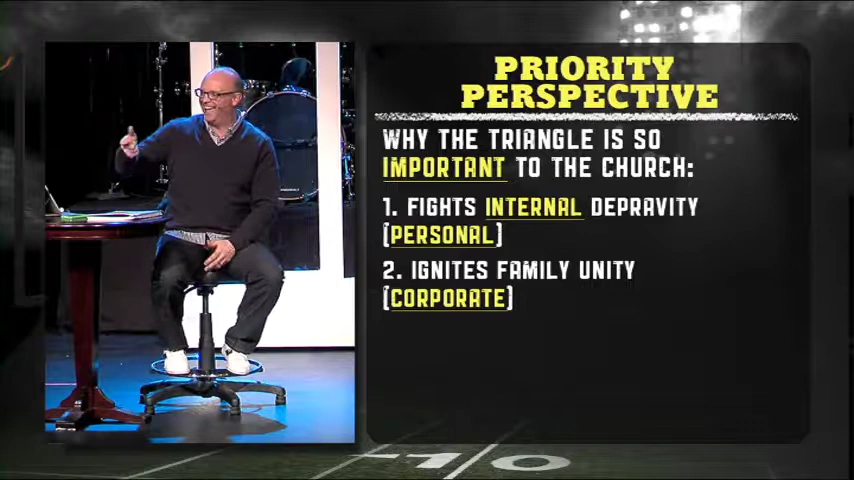 PRIORITY
PERSPECTIVE
WHY THE TRIANGLE IS SO
IMPORTANT TO THE CHURCH:
1. FIGHTS INTERNAL DEPRAVITY
[PERSONAL]
2. IGNITES FAMILY UNITY
[CORPORATE]
10